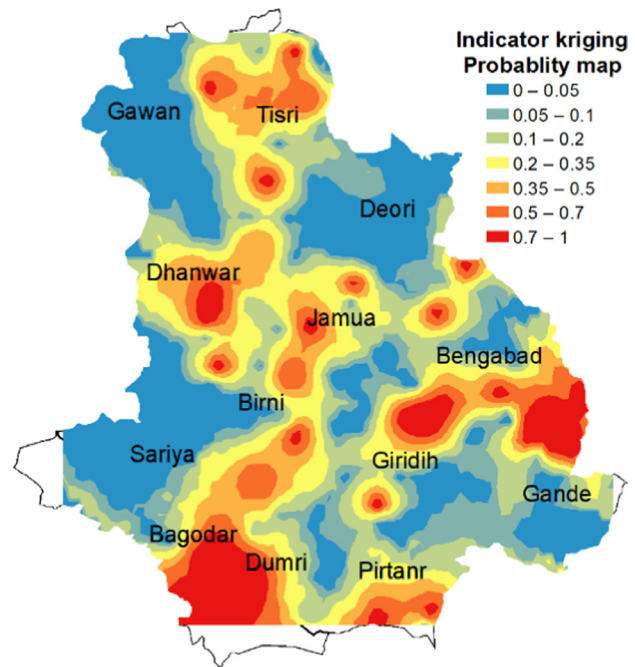 Indicator kriging
Probablity map
0 – 0.05
0.05 – 0.1
0.1 – 0.2
0.2 – 0.35
0.35 – 0.5
0.5 – 0.7
0.7 – 1
Gawan
Tisri
Deori
Dhanwar
Jamua
Bengabad
Birni
Sariya
Giridih
Gande
Bagodar
Dumri
Pirtanr